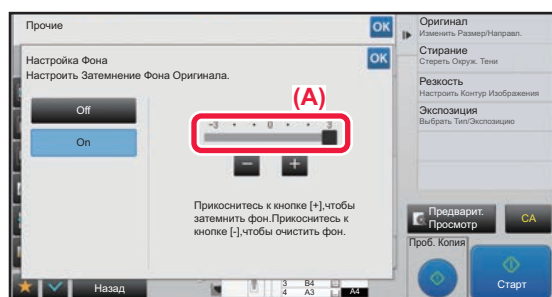 Прочие
OK
Настройка Фона
OK
Настроить Затемнение Фона Оригинала.
Off
On
(A)
-3 • • 0 • • 3
− +
Прикоснитесь к кнопке [+],чтобы
затемнить фон.Прикоснитесь к
кнопке [-],чтобы очистить фон.
Назад
3 B4
4 A3
A4
Оригинал
Изменить Размер/Направл.
Стирание
Стереть Окруж. Тени
Резкость
Настроить Контур Изображения
Экспозиция
Выбрать Тип/Экспозицию
Предварит.
Просмотр
CA
Проб. Копия
Старт